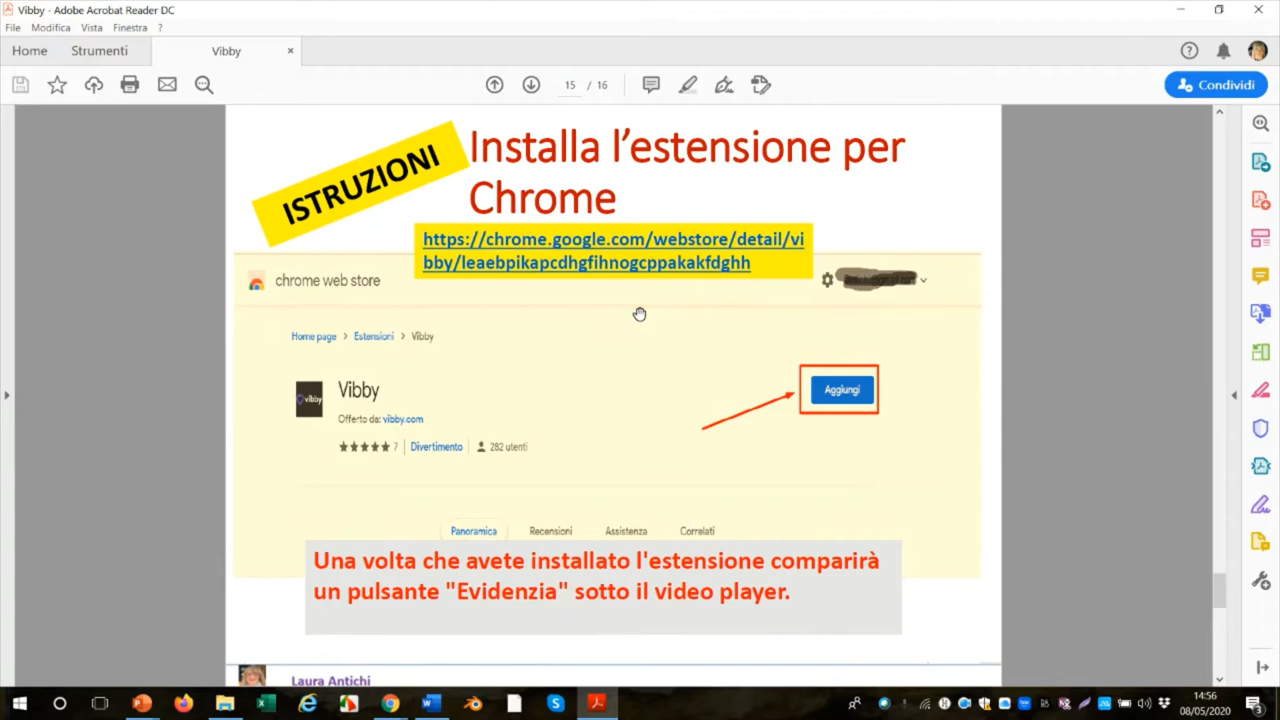 Vibby - Adobe Acrobat Reader DC
File Modifica Vista Finestra ?
Home Strumenti Vibby ×
15 / 16
Condividi
ISTRUZIONI
Installa l'estensione per
Chrome
https://chrome.google.com/webstore/detail/vi
bby/leaebpikapcdhgfihnogcppakakfdghh
chrome web store
Home page > Estensioni > Vibby
vibby
Vibby
Aggiungi
Offerto da: vibby.com
★★★★★ 7 | Divertimento | 282 utenti
Panoramica Recensioni Assistenza Correlati
Una volta che avete installato l'estensione comparirà
un pulsante "Evidenzia" sotto il video player.
Laura Antichi
14:56
08/05/2020
3